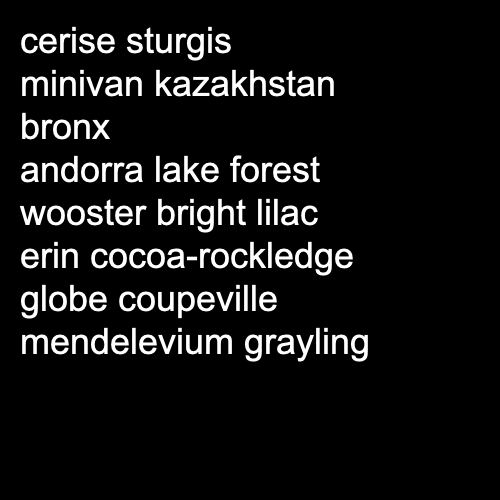 cerise sturgis
minivan kazakhstan
bronx
andorra lake forest
wooster bright lilac
erin cocoa-rockledge
globe coupeville
mendelevium grayling